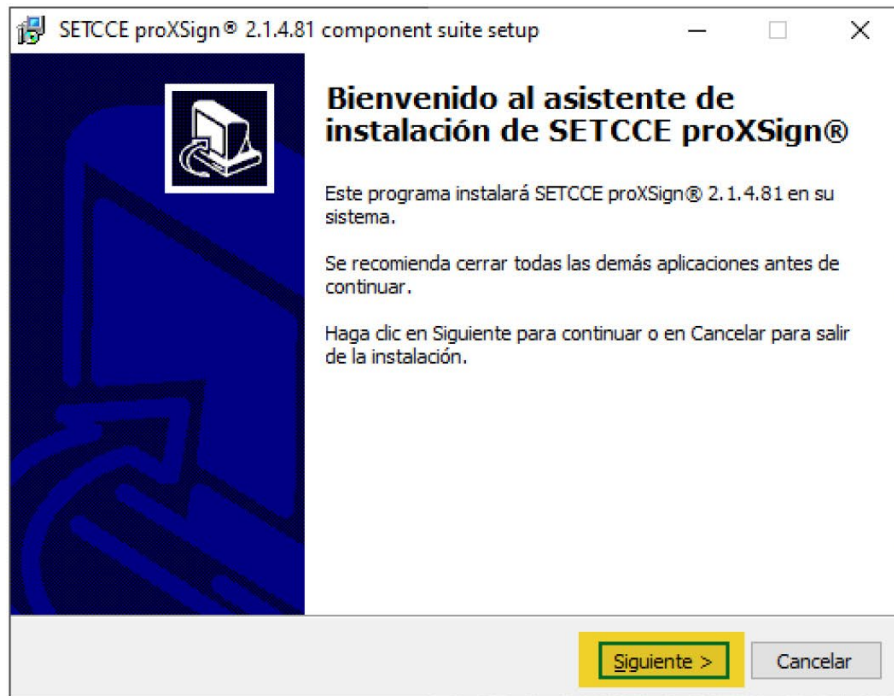 SETCCE proXSign® 2.1.4.81 component suite setup
Bienvenido al asistente de
instalación de SETCCE proXSign®
Este programa instalará SETCCE proXSign® 2.1.4.81 en su
sistema.
Se recomienda cerrar todas las demás aplicaciones antes de
continuar.
Haga clic en Siguiente para continuar o en Cancelar para salir
de la instalación.
Siguiente >
Cancelar